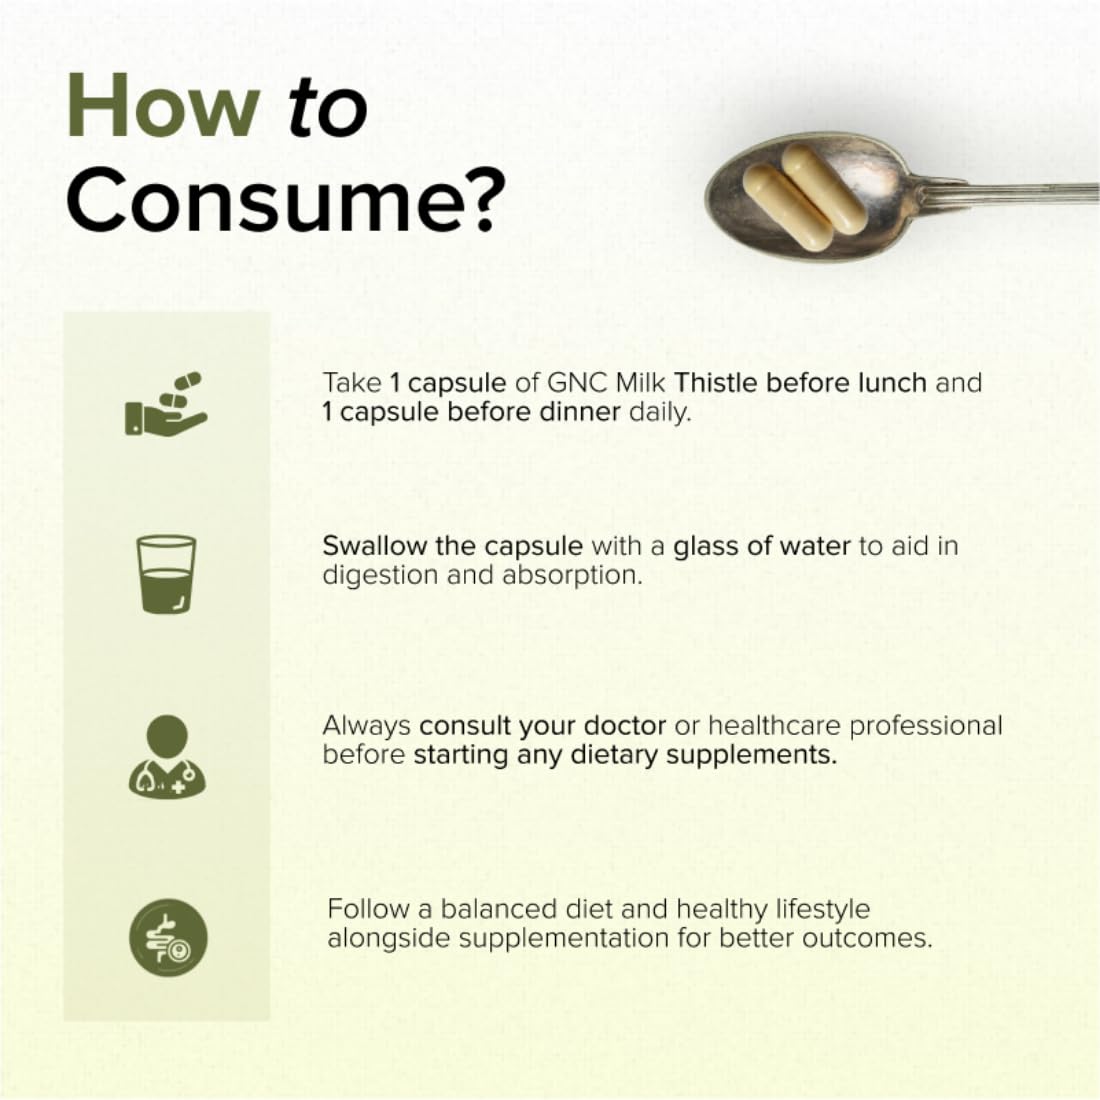 How to
Consume?
Take 1 capsule of GNC Milk Thistle before lunch and
1 capsule before dinner daily.
Swallow the capsule with a glass of water to aid in
digestion and absorption.
Always consult your doctor or healthcare professional
before starting any dietary supplements.
Follow a balanced diet and healthy lifestyle
alongside supplementation for better outcomes.